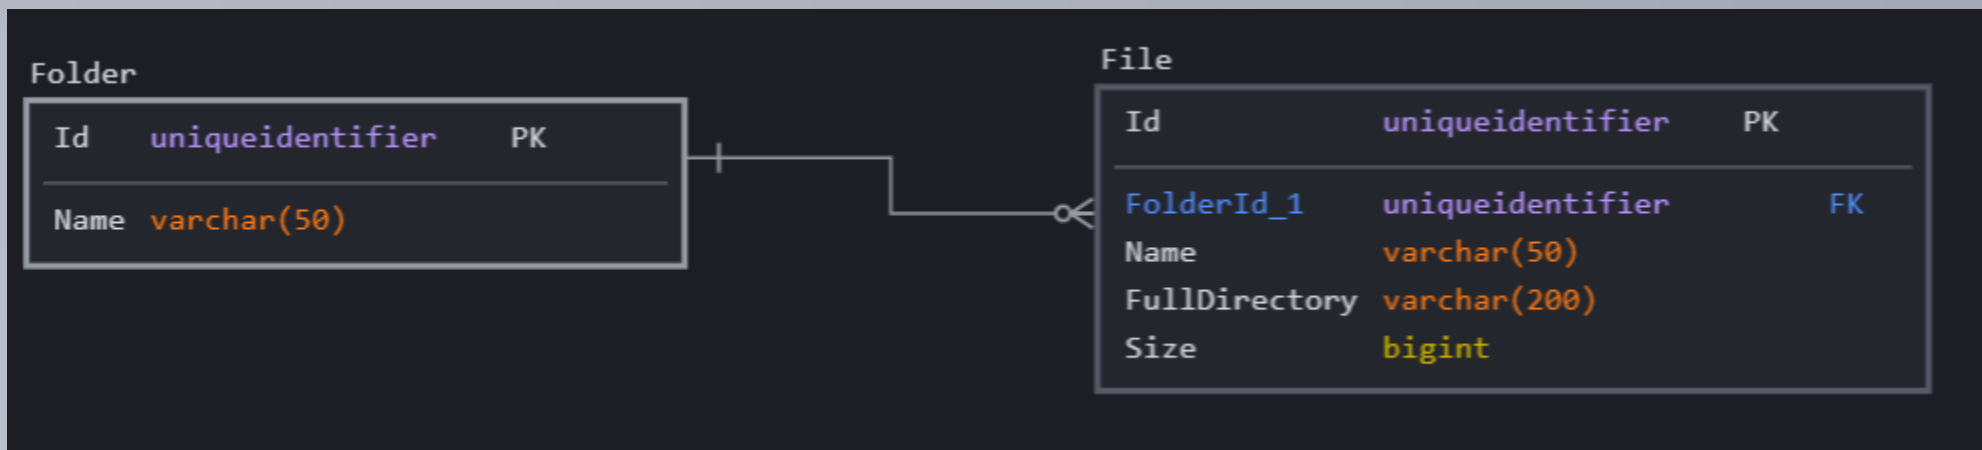 Folder
Id uniqueidentifier PK
Name varchar(50)
File
Id uniqueidentifier PK
FolderId_1 uniqueidentifier FK
Name varchar(50)
FullDirectory varchar(200)
Size bigint